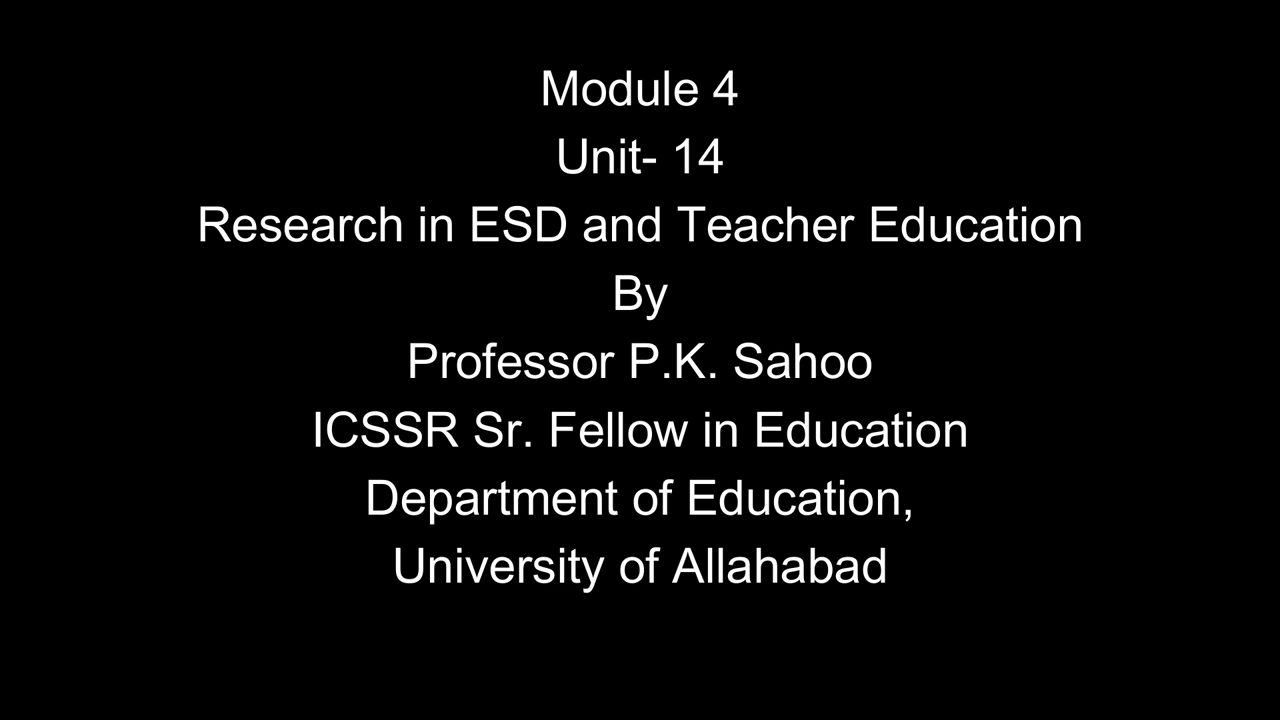 Module 4
Unit- 14
Research in ESD and Teacher Education
By
Professor P.K. Sahoo
ICSSR Sr. Fellow in Education
Department of Education,
University of Allahabad